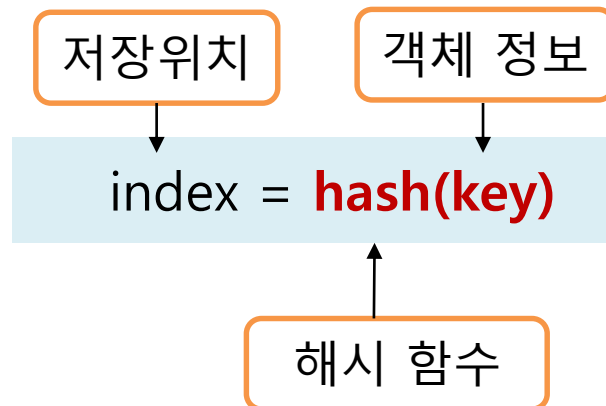 저장위치
객체 정보
index = hash(key)
해시 함수